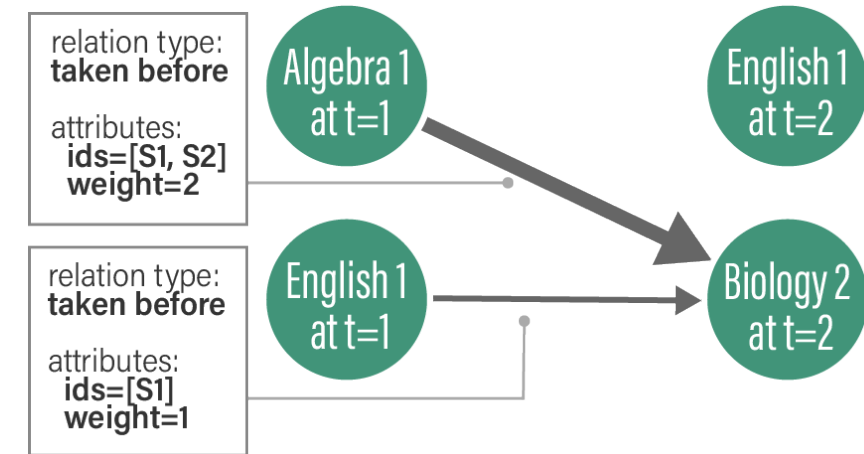 relation type:
taken before
attributes:
ids=[S1, S2]
weight=2
Algebra 1
at t=1
English 1
at t=2
relation type:
taken before
attributes:
ids=[S1]
weight=1
English 1
at t=1
Biology 2
at t=2